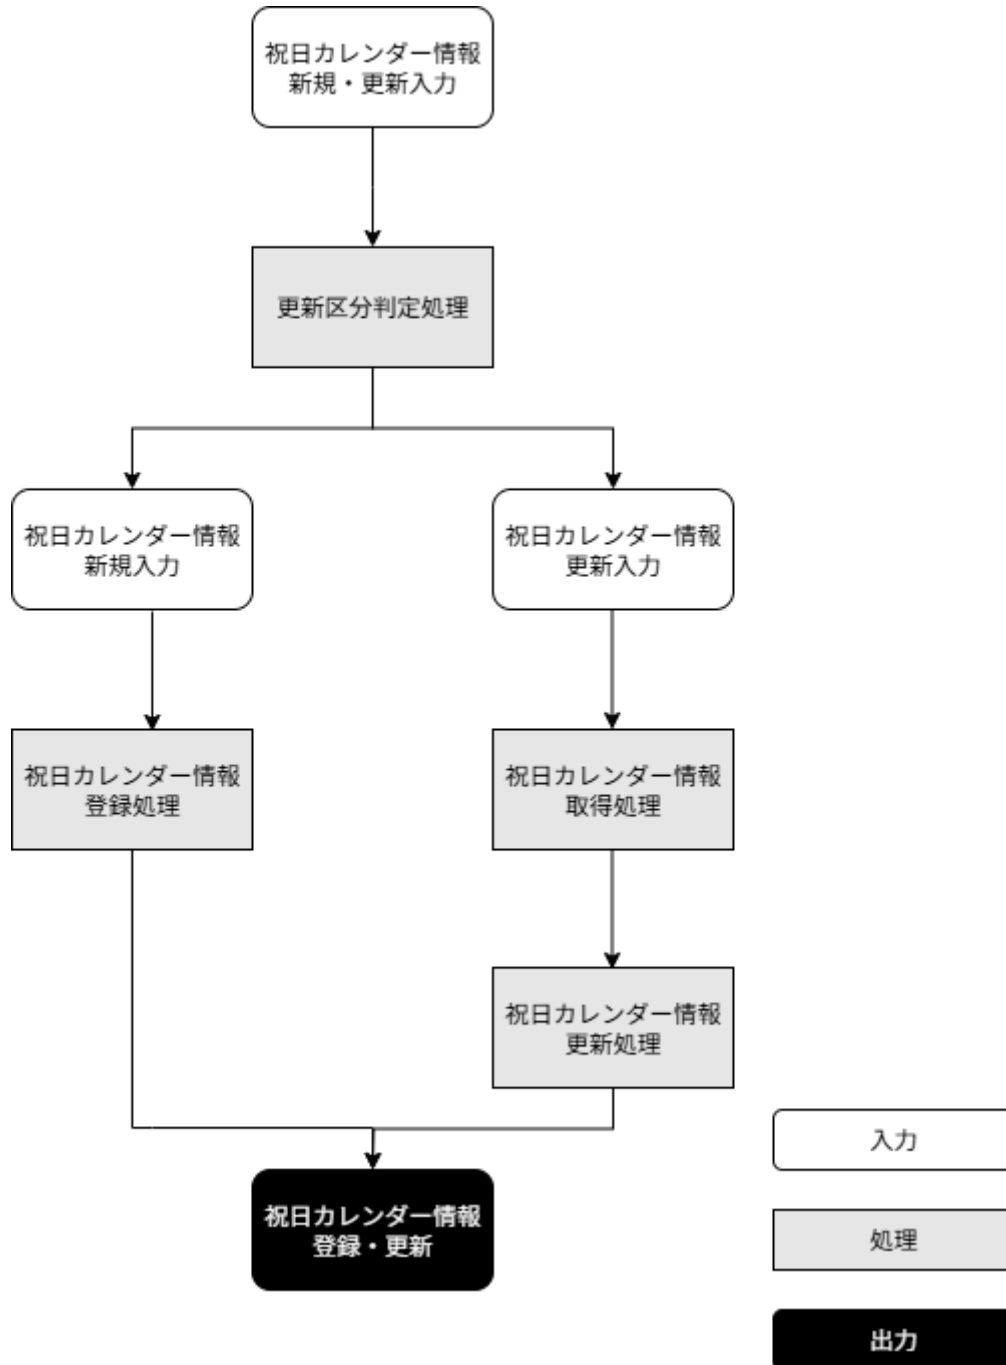 祝日カレンダー情報
新規・更新入力
更新区分判定処理
祝日カレンダー情報
新規入力
祝日カレンダー情報
更新入力
祝日カレンダー情報
登録処理
祝日カレンダー情報
取得処理
祝日カレンダー情報
更新処理
祝日カレンダー情報
登録・更新
入力
処理
出力